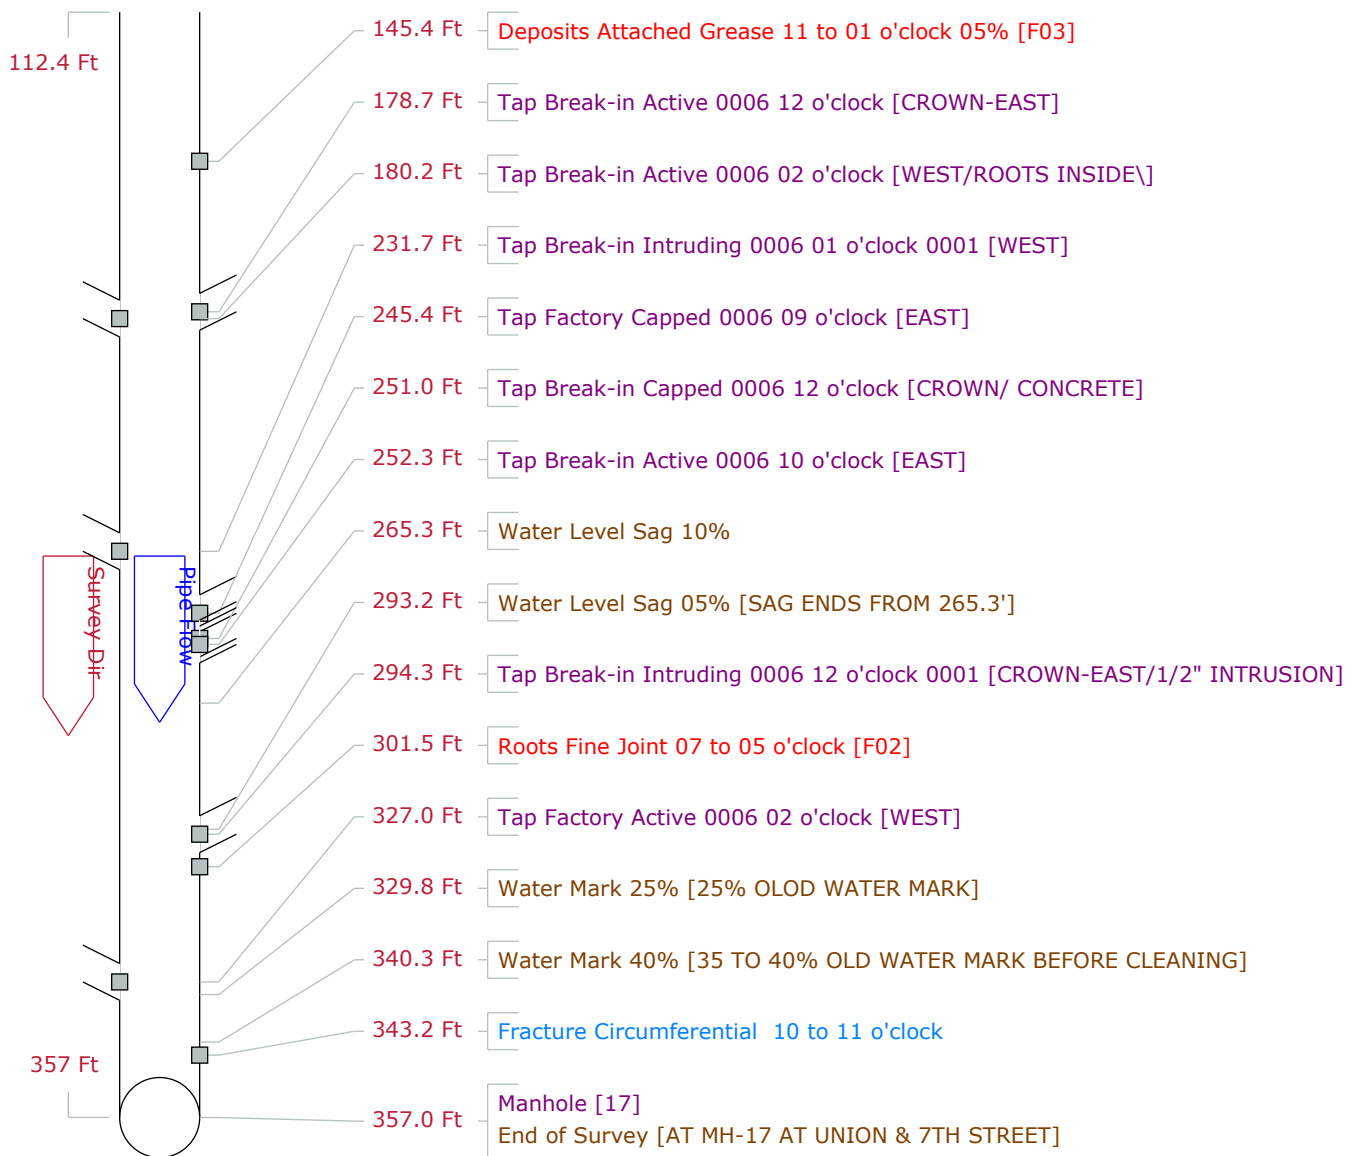 112.4 Ft
145.4 Ft Deposits Attached Grease 11 to 01 o'clock 05% [F03]
178.7 Ft Tap Break-in Active 0006 12 o'clock [CROWN-EAST]
180.2 Ft Tap Break-in Active 0006 02 o'clock [WEST/ROOTS INSIDE\]
231.7 Ft Tap Break-in Intruding 0006 01 o'clock 0001 [WEST]
245.4 Ft Tap Factory Capped 0006 09 o'clock [EAST]
251.0 Ft Tap Break-in Capped 0006 12 o'clock [CROWN/ CONCRETE]
252.3 Ft Tap Break-in Active 0006 10 o'clock [EAST]
265.3 Ft Water Level Sag 10%
Survey Dir
Pipe Flow
293.2 Ft Water Level Sag 05% [SAG ENDS FROM 265.3']
294.3 Ft Tap Break-in Intruding 0006 12 o'clock 0001 [CROWN-EAST/1/2" INTRUSION]
301.5 Ft Roots Fine Joint 07 to 05 o'clock [F02]
327.0 Ft Tap Factory Active 0006 02 o'clock [WEST]
329.8 Ft Water Mark 25% [25% OLOD WATER MARK]
340.3 Ft Water Mark 40% [35 TO 40% OLD WATER MARK BEFORE CLEANING]
343.2 Ft Fracture Circumferential  10 to 11 o'clock
357 Ft
357.0 Ft Manhole [17]
End of Survey [AT MH-17 AT UNION & 7TH STREET]